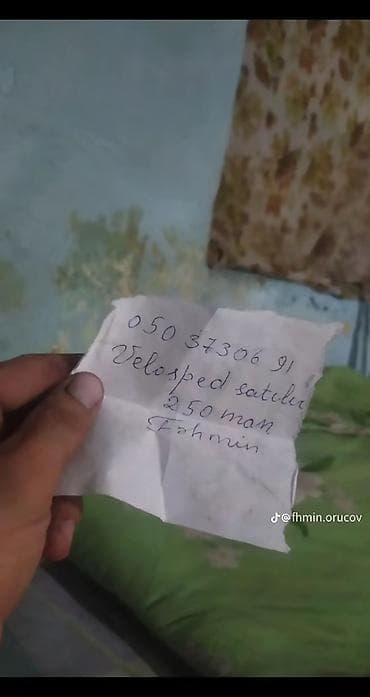 050 37306 91
Velosped satılır
250 man
Fəhmin
@fhmin.orucov